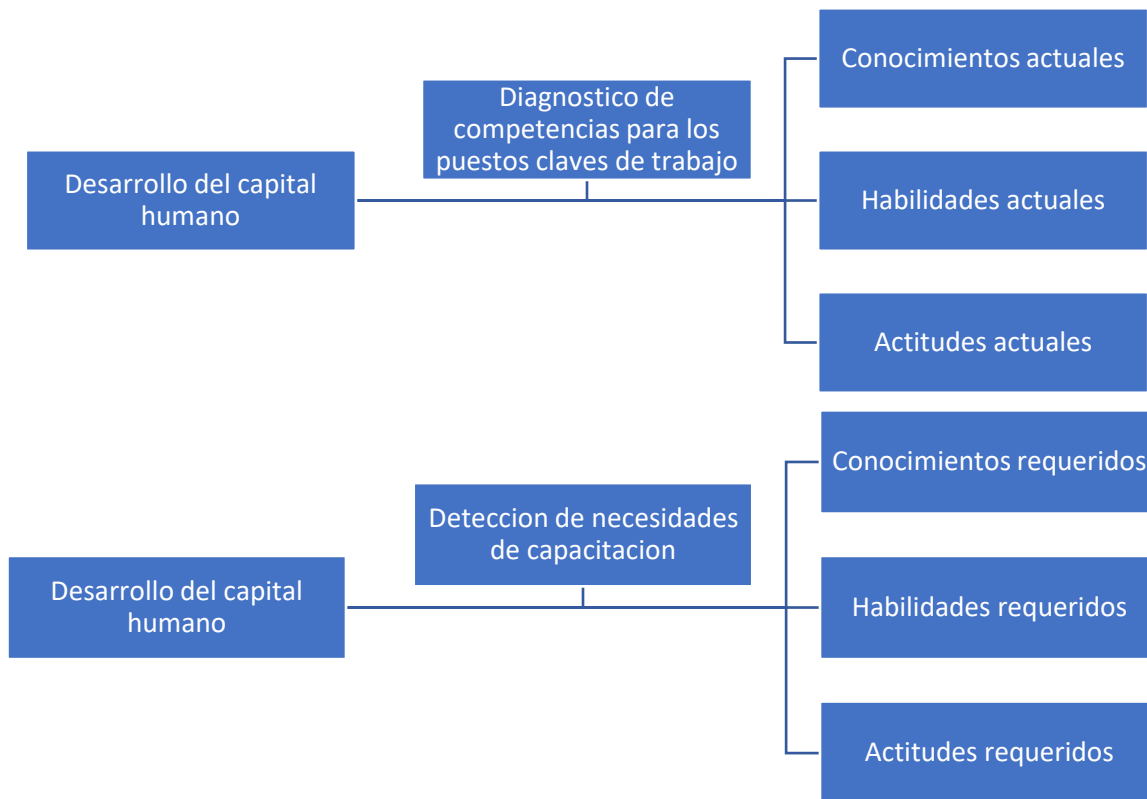 Conocimientos actuales
Diagnostico de
competencias para los
puestos claves de trabajo
Desarrollo del capital
humano
Habilidades actuales
Actitudes actuales
Conocimientos requeridos
Deteccion de necesidades
de capacitacion
Desarrollo del capital
humano
Habilidades requeridos
Actitudes requeridos